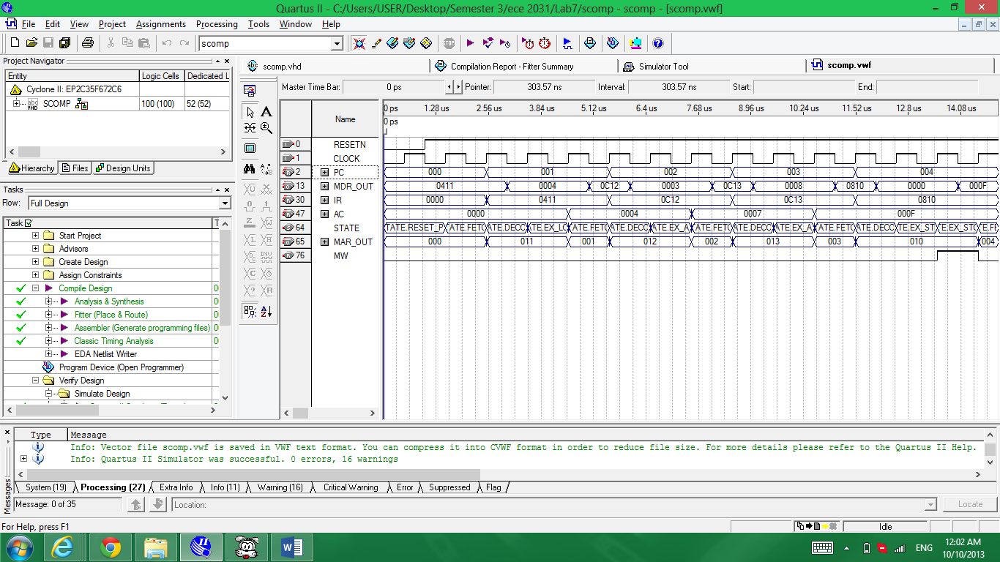 Quartus II - C:/Users/USER/Desktop/Semester 3/ece 2031/Lab7/scomp - scomp - [scomp.vwf]
File Edit View Project Assignments Processing Tools Window Help
scomp
Project Navigator
Entity Logic Cells Dedicated L
Cyclone II: EP2C35F672C6
SCOMP 100 (100) 52 (52)
Hierarchy Files Design Units
Tasks
Flow: Full Design
Task
Start Project
Advisors
Create Design
Assign Constraints
Compile Design
Analysis & Synthesis
Fitter (Place & Route)
Assembler (Generate programming files)
Classic Timing Analysis
EDA Netlist Writer
Program Device (Open Programmer)
Verify Design
Simulate Design
scomp.vhd Compilation Report - Fitter Summary Simulator Tool scomp.vwf
Master Time Bar: 0 ps Pointer: 303.57 ns Interval: 303.57 ns Start: End:
Name
0 ps 1.28 us 2.56 us 3.84 us 5.12 us 6.4 us 7.68 us 8.96 us 10.24 us 11.52 us 12.8 us 14.08 us
0 ps
0 RESETN
1 CLOCK
2 PC 000 001 002 003 004
13 MDR_OUT 0411 0004 0C12 0003 0C13 0008 0810 0000 000F
30 IR 0000 0411 0C12 0C13 0810
47 AC 0000 0004 0007 000F
64 STATE TATE.RESET_P ATE.FETC ATE.DECC TE.EX_LC ATE.FETC ATE.DECC ATE.EX_A ATE.FETC ATE.DECC ATE.EX_A ATE.FETC ATE.DECC TE.EX_ST E.EX_STC E.FE
65 MAR_OUT 000 011 001 012 002 013 003 010 004
76 MW
Type Message
Info: Vector file scomp.vwf is saved in VWF text format. You can compress it into CVWF format in order to reduce file size. For more details please refer to the Quartus II Help.
Info: Quartus II Simulator was successful. 0 errors, 16 warnings
System (19) Processing (27) Extra Info Info (11) Warning (16) Critical Warning Error Suppressed Flag
Messages
Message: 0 of 35 Location: Locate
For Help, press F1 Idle
ENG 12:02 AM
10/10/2013